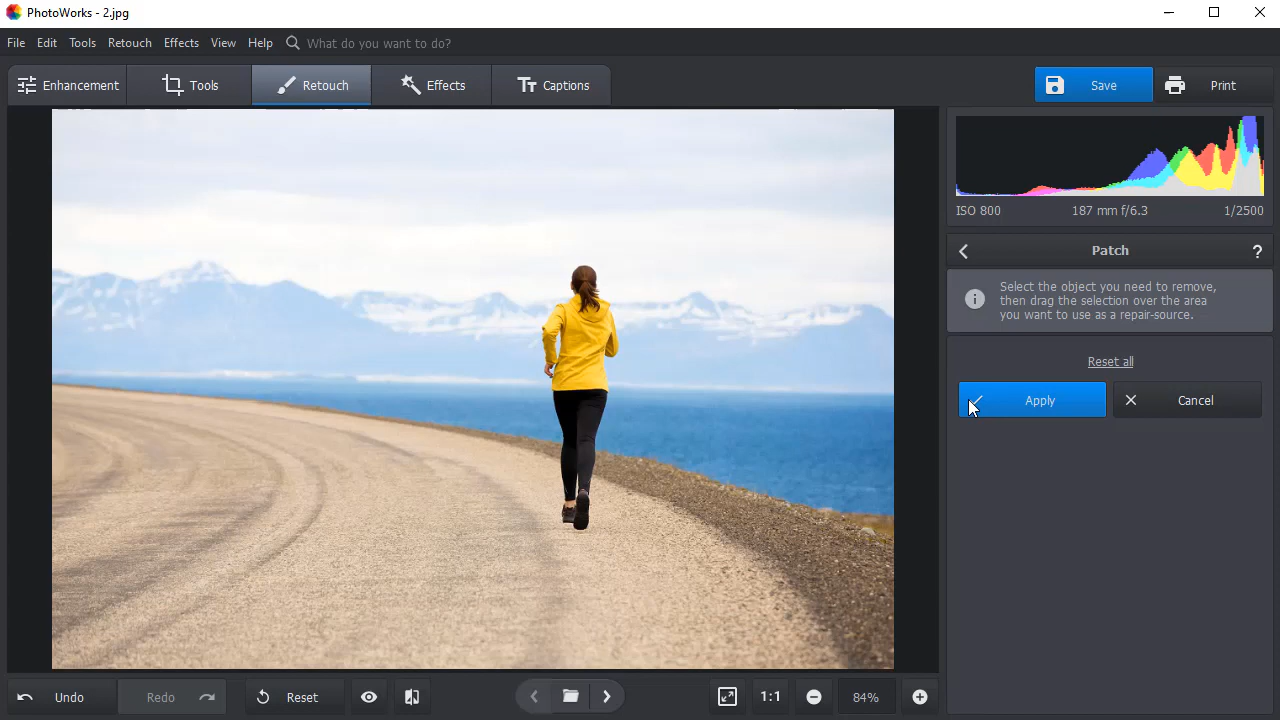 PhotoWorks - 2.jpg
File Edit Tools Retouch Effects View Help What do you want to do?
Enhancement Tools Retouch Effects Tт Captions Save Print
ISO 800 187 mm f/6.3 1/2500
Patch ?
Select the object you need to remove,
then drag the selection over the area
you want to use as a repair-source.
Reset all
Apply Cancel
Undo Redo Reset 1:1 84%